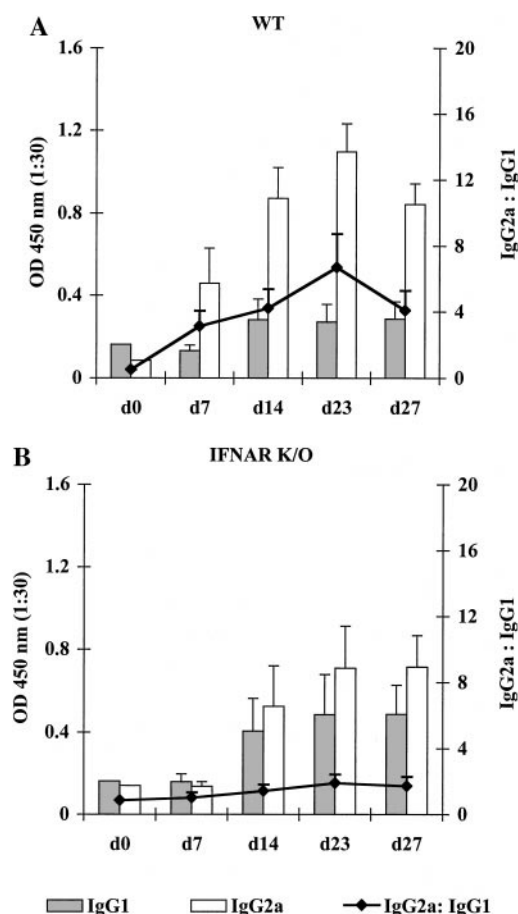 A
WT
1.6
1.2
0.8
0.4
0
OD 450 nm (1:30)
20
16
12
8
4
0
IgG2a : IgG1
d0 d7 d14 d23 d27
B
IFNAR K/O
1.6
1.2
0.8
0.4
0
OD 450 nm (1:30)
20
16
12
8
4
0
IgG2a : IgG1
d0 d7 d14 d23 d27
IgG1 IgG2a IgG2a: IgG1